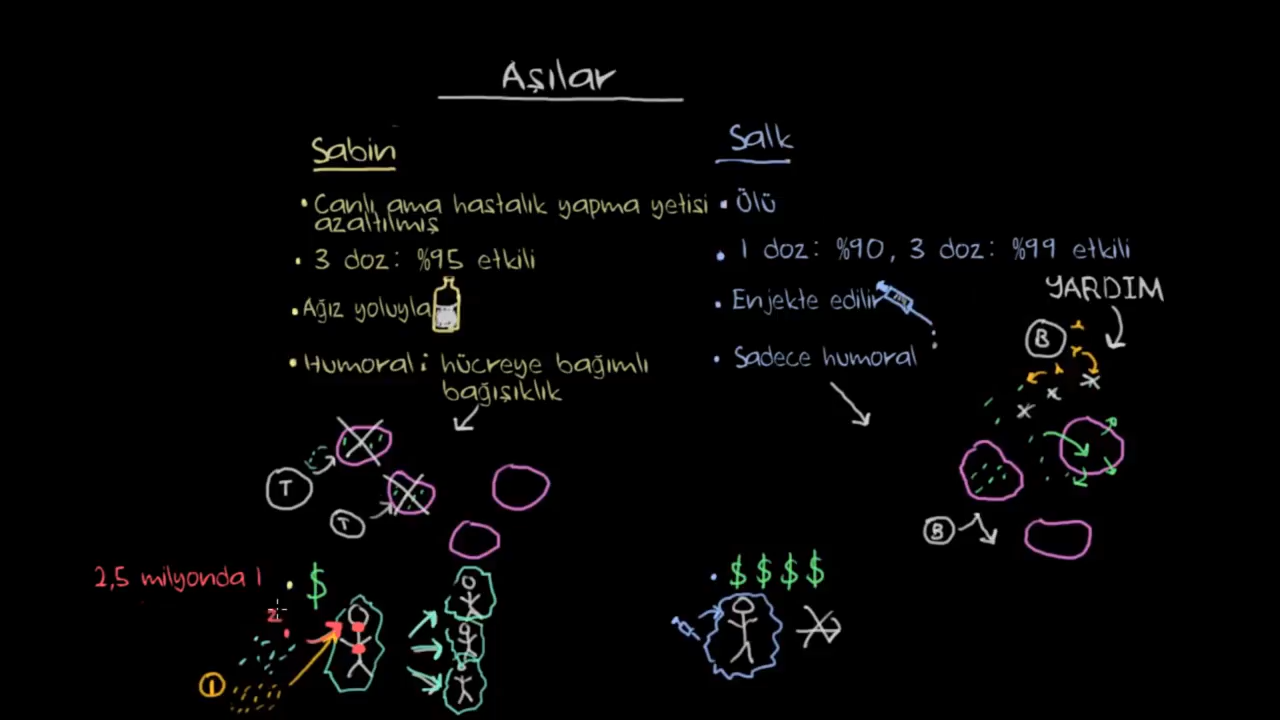 Aşılar
Sabin
• Canlı ama hastalık yapma yetisi
azaltılmış
• 3 doz: %95 etkili
• Ağız yoluyla
• Humoral: hücreye bağımlı
bağışıklık
T
T
2,5 milyonda 1
• $
2
1
Salk
• Ölü
• 1 doz: %90, 3 doz: %99 etkili
• Enjekte edilir
• Sadece humoral
YARDIM
B
B
• $ $ $ $